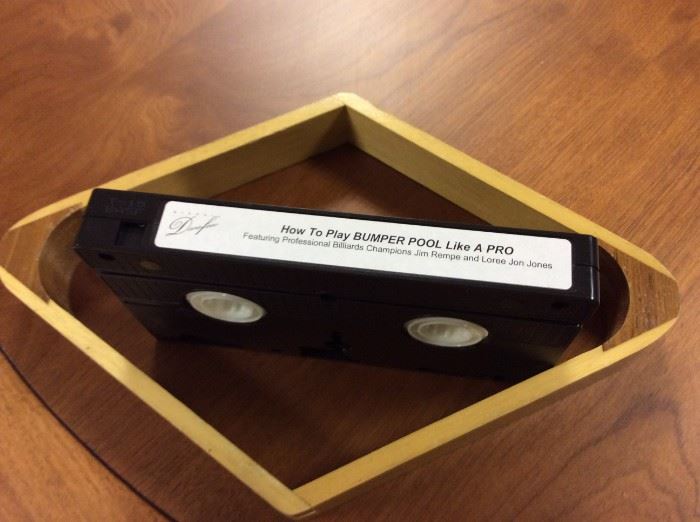 How To Play BUMPER POOL Like A PRO
Featuring Professional Billiards Champions Jim Rempe and Loree Jon Jones